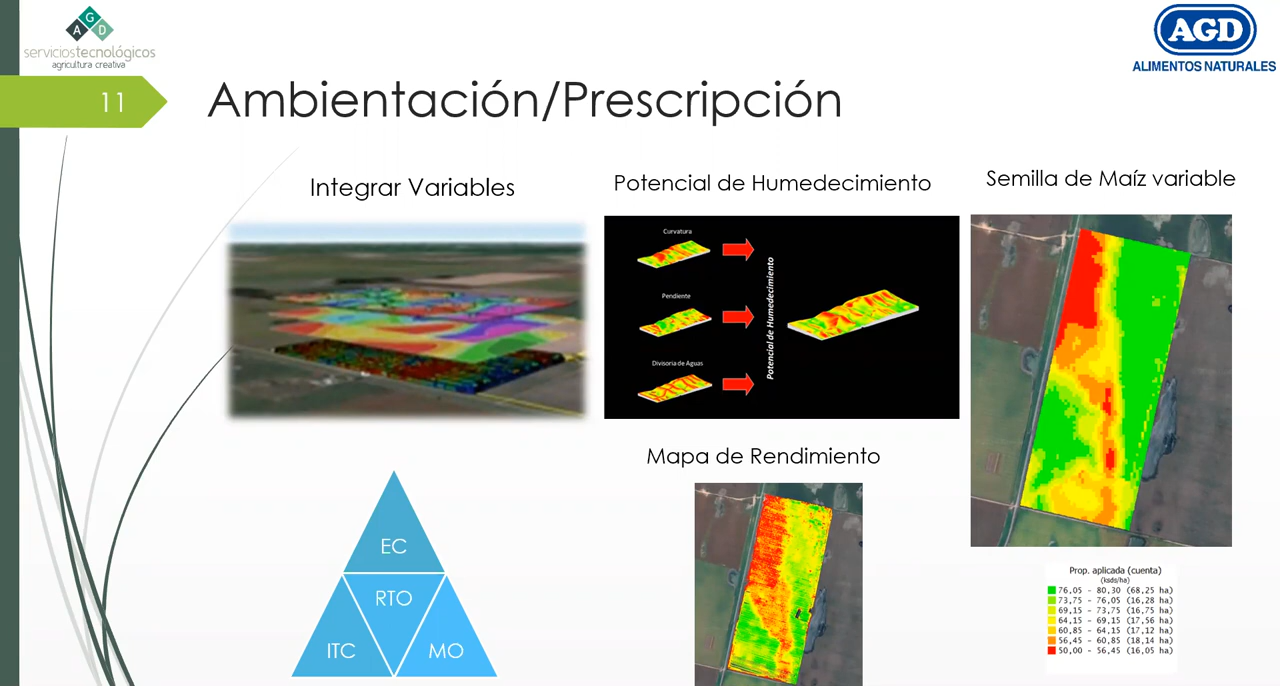 A G D
serviciostecnológicos
agricultura creativa
AGD
ALIMENTOS NATURALES
11
Ambientación/Prescripción
Integrar Variables
Potencial de Humedecimiento
Semilla de Maíz variable
Curvatura
Pendiente
Divisoria de Aguas
Potencial de Humedecimiento
Mapa de Rendimiento
EC
RTO
ITC
MO
Prop. aplicada (cuenta)
(ksds/ha)
76,05 - 80,30 (68,25 ha)
73,75 - 76,05 (16,28 ha)
69,15 - 73,75 (16,75 ha)
64,15 - 69,15 (17,56 ha)
60,85 - 64,15 (17,12 ha)
56,45 - 60,85 (18,14 ha)
50,00 - 56,45 (16,05 ha)